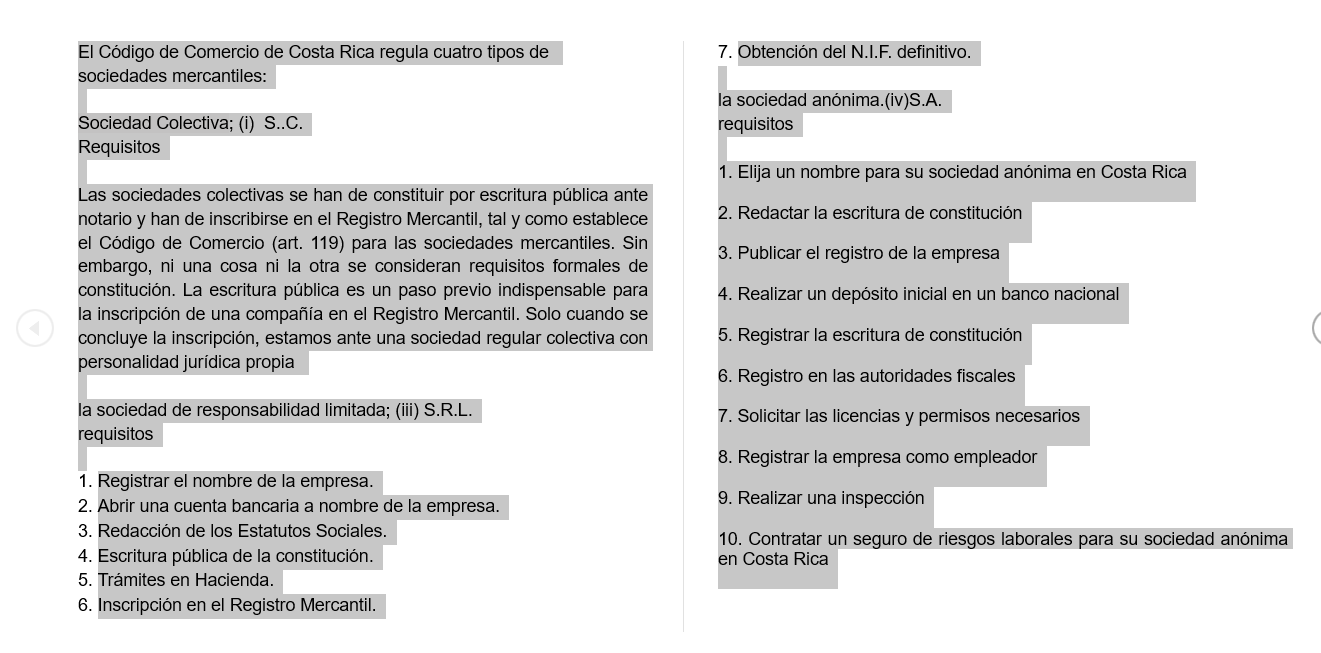 El Código de Comercio de Costa Rica regula cuatro tipos de
sociedades mercantiles:
Sociedad Colectiva; (i) S..C.
Requisitos
Las sociedades colectivas se han de constituir por escritura pública ante
notario y han de inscribirse en el Registro Mercantil, tal y como establece
el Código de Comercio (art. 119) para las sociedades mercantiles. Sin
embargo, ni una cosa ni la otra se consideran requisitos formales de
constitución. La escritura pública es un paso previo indispensable para
la inscripción de una compañía en el Registro Mercantil. Solo cuando se
concluye la inscripción, estamos ante una sociedad regular colectiva con
personalidad jurídica propia
la sociedad de responsabilidad limitada; (iii) S.R.L.
requisitos
1. Registrar el nombre de la empresa.
2. Abrir una cuenta bancaria a nombre de la empresa.
3. Redacción de los Estatutos Sociales.
4. Escritura pública de la constitución.
5. Trámites en Hacienda.
6. Inscripción en el Registro Mercantil.
7. Obtención del N.I.F. definitivo.
la sociedad anónima.(iv)S.A.
requisitos
1. Elija un nombre para su sociedad anónima en Costa Rica
2. Redactar la escritura de constitución
3. Publicar el registro de la empresa
4. Realizar un depósito inicial en un banco nacional
5. Registrar la escritura de constitución
6. Registro en las autoridades fiscales
7. Solicitar las licencias y permisos necesarios
8. Registrar la empresa como empleador
9. Realizar una inspección
10. Contratar un seguro de riesgos laborales para su sociedad anónima
en Costa Rica